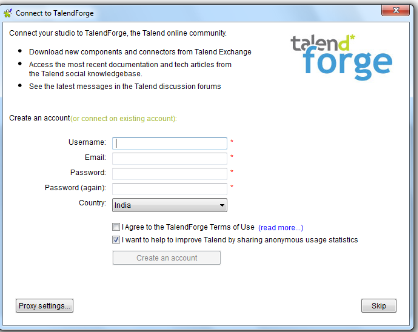 Connect to TalendForge
Connect your studio to TalendForge, the Talend online community.
Download new components and connectors from Talend Exchange
Access the most recent documentation and tech articles from
the Talend social knowledgebase.
See the latest messages in the Talend discussion forums
talend*
forge
Create an account(or connect on existing account).
Username: *
Email: *
Password: *
Password (again): *
Country: India
I Agree to the TalendForge Terms of Use (read more...)
I want to help to improve Talend by sharing anonymous usage statistics.
Create an account
Proxy settings...
Skip